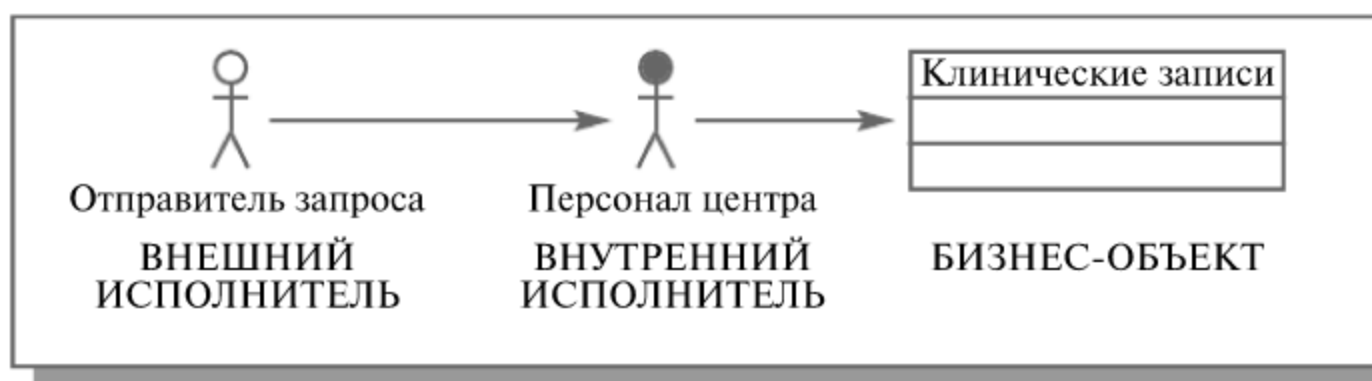 Клинические записи
Отправитель запроса
Персонал центра
ВНЕШНИЙ
ИСПОЛНИТЕЛЬ
ВНУТРЕННИЙ
ИСПОЛНИТЕЛЬ
БИЗНЕС-ОБЪЕКТ